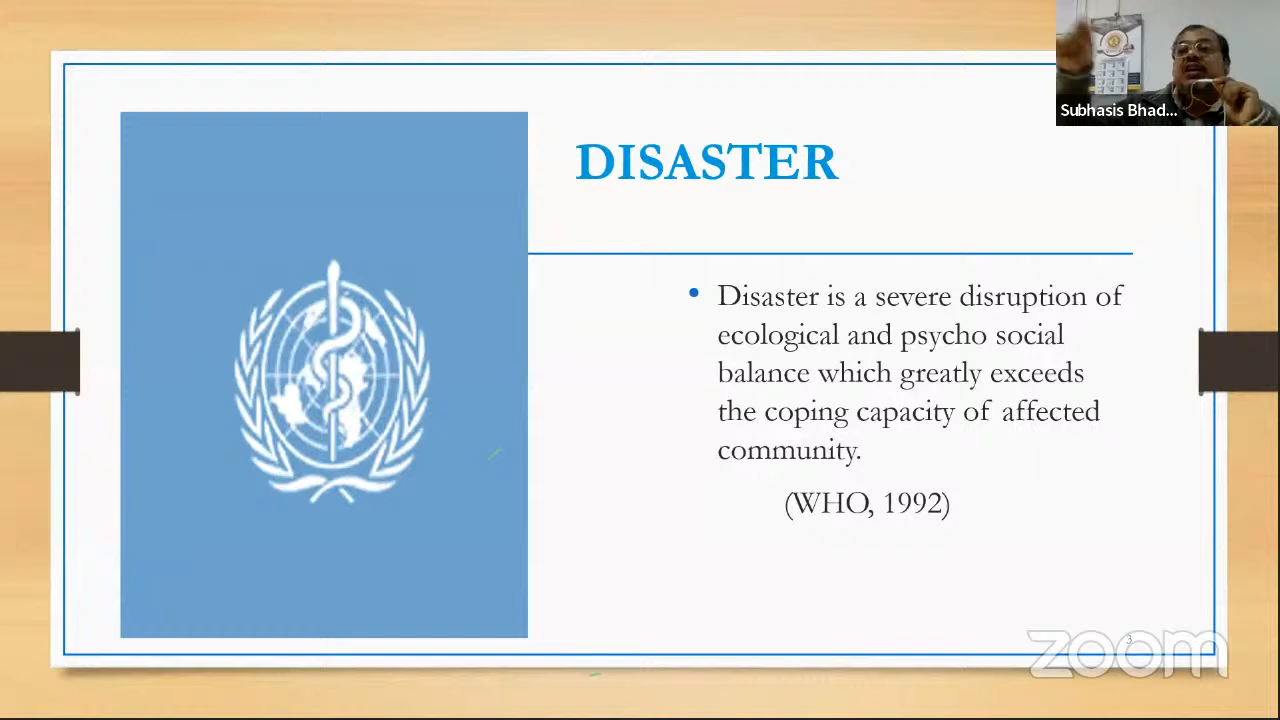 DISASTER
• Disaster is a severe disruption of
ecological and psycho social
balance which greatly exceeds
the coping capacity of affected
community.
(WHO, 1992)
3
zoom
Subhasis Bhad...